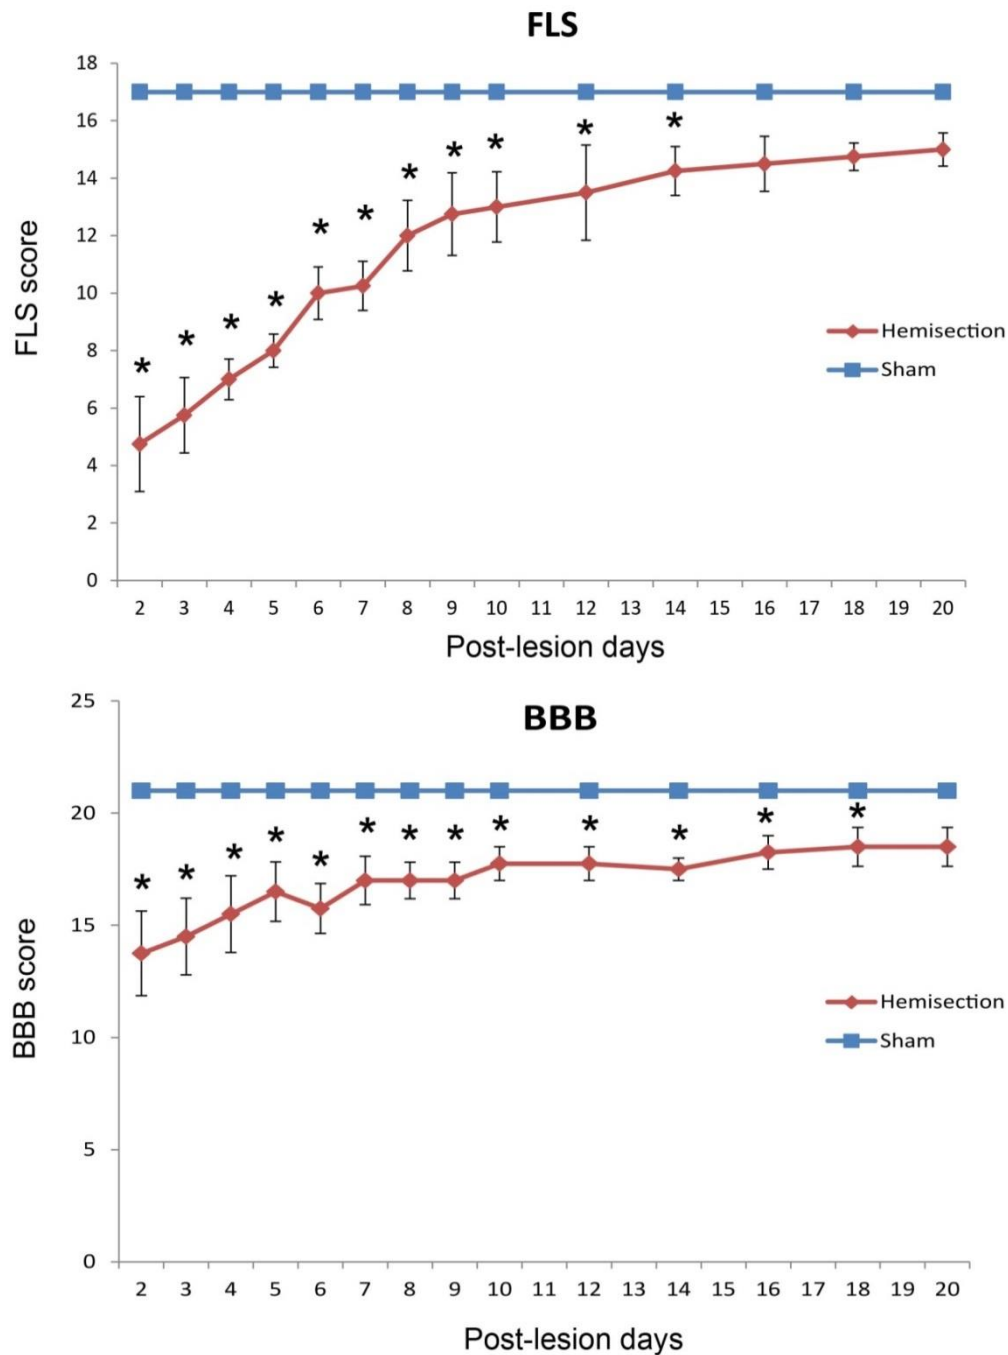 FLS
18
16
14
12
10
8
6
4
2
0
FLS score
* * * * * * * * * * *
Hemisection
Sham
2 3 4 5 6 7 8 9 10 11 12 13 14 15 16 17 18 19 20
Post-lesion days
BBB
25
20
15
10
5
0
BBB score
* * * * * * * * * * * * *
Hemisection
Sham
2 3 4 5 6 7 8 9 10 11 12 13 14 15 16 17 18 19 20
Post-lesion days